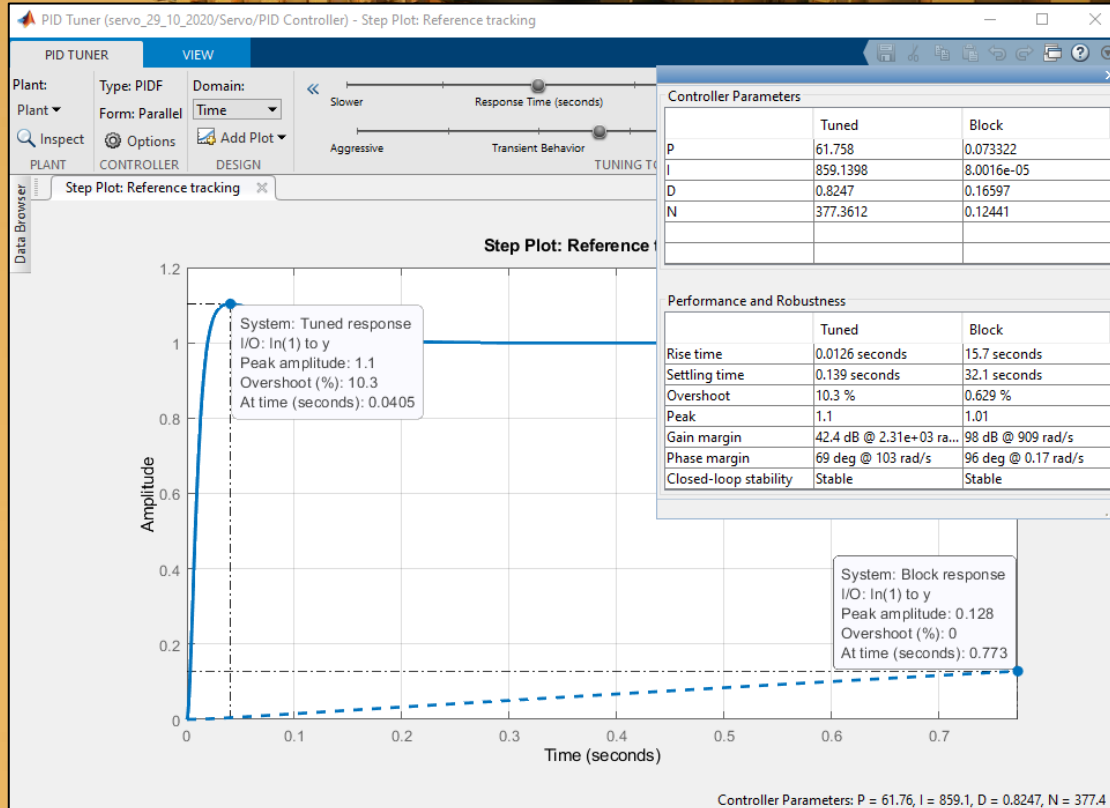 PID Tuner (servo_29_10_2020/Servo/PID Controller) - Step Plot: Reference tracking
PID TUNER VIEW
Plant: Type: PIDF Domain:
Plant Form: Parallel Time
Inspect Options Add Plot
PLANT CONTROLLER DESIGN
Slower Response Time (seconds)
Aggressive Transient Behavior
TUNING TO
Data Browser
Step Plot: Reference tracking
Controller Parameters
Tuned Block
P 61.758 0.073322
I 859.1398 8.0016e-05
D 0.8247 0.16597
N 377.3612 0.12441
Performance and Robustness
Tuned Block
Rise time 0.0126 seconds 15.7 seconds
Settling time 0.139 seconds 32.1 seconds
Overshoot 10.3 % 0.629 %
Peak 1.1 1.01
Gain margin 42.4 dB @ 2.31e+03 ra... 98 dB @ 909 rad/s
Phase margin 69 deg @ 103 rad/s 96 deg @ 0.17 rad/s
Closed-loop stability Stable Stable
Step Plot: Reference t
1.2
1
0.8
0.6
0.4
0.2
0
Amplitude
System: Tuned response
I/O: In(1) to y
Peak amplitude: 1.1
Overshoot (%): 10.3
At time (seconds): 0.0405
System: Block response
I/O: In(1) to y
Peak amplitude: 0.128
Overshoot (%): 0
At time (seconds): 0.773
0 0.1 0.2 0.3 0.4 0.5 0.6 0.7
Time (seconds)
Controller Parameters: P = 61.76, I = 859.1, D = 0.8247, N = 377.4